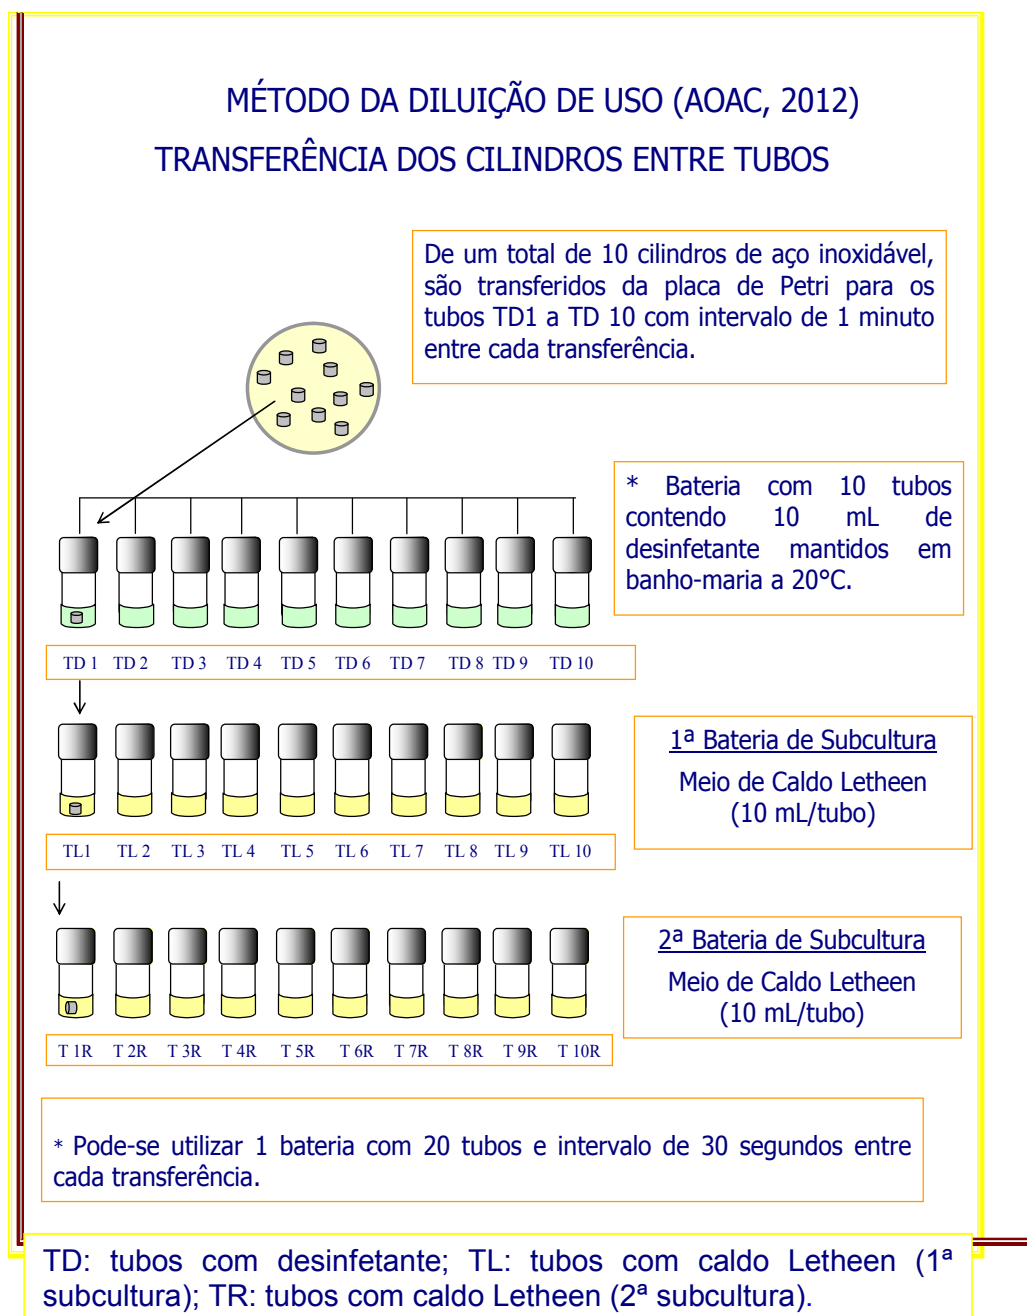 MÉTODO DA DILUIÇÃO DE USO (AOAC, 2012)
TRANSFERÊNCIA DOS CILINDROS ENTRE TUBOS
De um total de 10 cilindros de aço inoxidável,
são transferidos da placa de Petri para os
tubos TD1 a TD 10 com intervalo de 1 minuto
entre cada transferência.
* Bateria com 10 tubos
contendo 10 mL de
desinfetante mantidos em
banho-maria a 20°C.
TD 1 TD 2 TD 3 TD 4 TD 5 TD 6 TD 7 TD 8 TD 9 TD 10
1ª Bateria de Subcultura
Meio de Caldo Letheen
(10 mL/tubo)
TL1 TL 2 TL 3 TL 4 TL 5 TL 6 TL 7 TL 8 TL 9 TL 10
2ª Bateria de Subcultura
Meio de Caldo Letheen
(10 mL/tubo)
T 1R T 2R T 3R T 4R T 5R T 6R T 7R T 8R T 9R T 10R
* Pode-se utilizar 1 bateria com 20 tubos e intervalo de 30 segundos entre
cada transferência.
TD: tubos com desinfetante; TL: tubos com caldo Letheen (1ª
subcultura); TR: tubos com caldo Letheen (2ª subcultura).